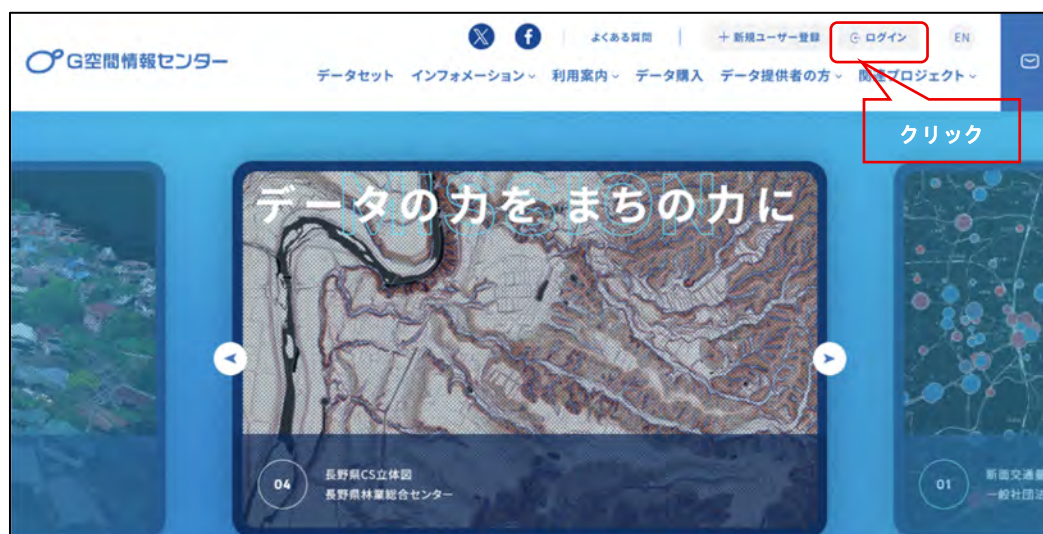 よくある質問
新規ユーザー登録
ログイン
EN
G空間情報センター
データセット インフォメーション 利用案内 データ購入 データ提供者の方 関連プロジェクト
クリック
MISSION
データの力を まちの力に
04
長野県CS立体図
長野県林業総合センター
01
断面交通量
一般社団法